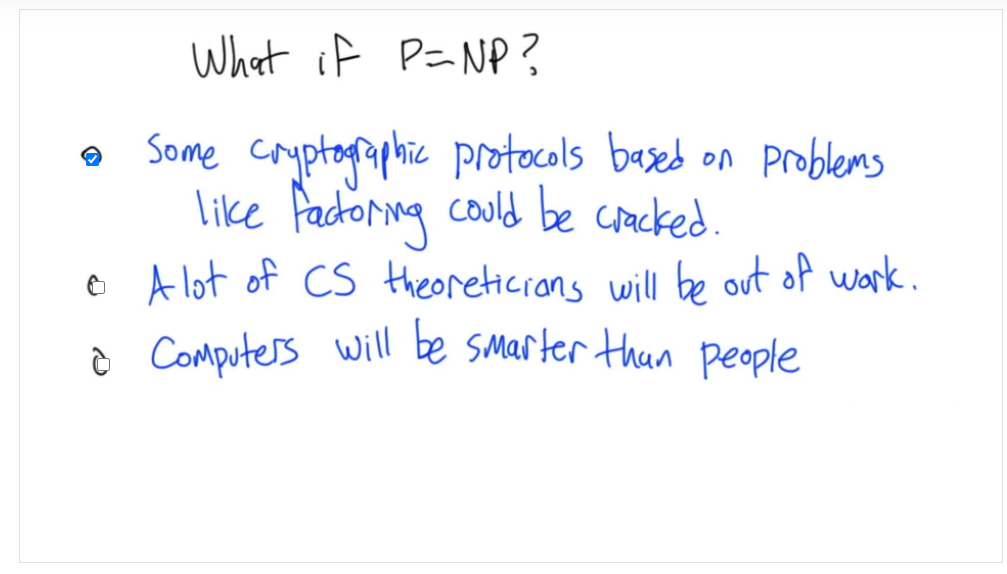 What if P=NP?
Some cryptographic protocols based on problems
like factoring could be cracked.
A lot of CS theoreticians will be out of work.
Computers will be smarter than people